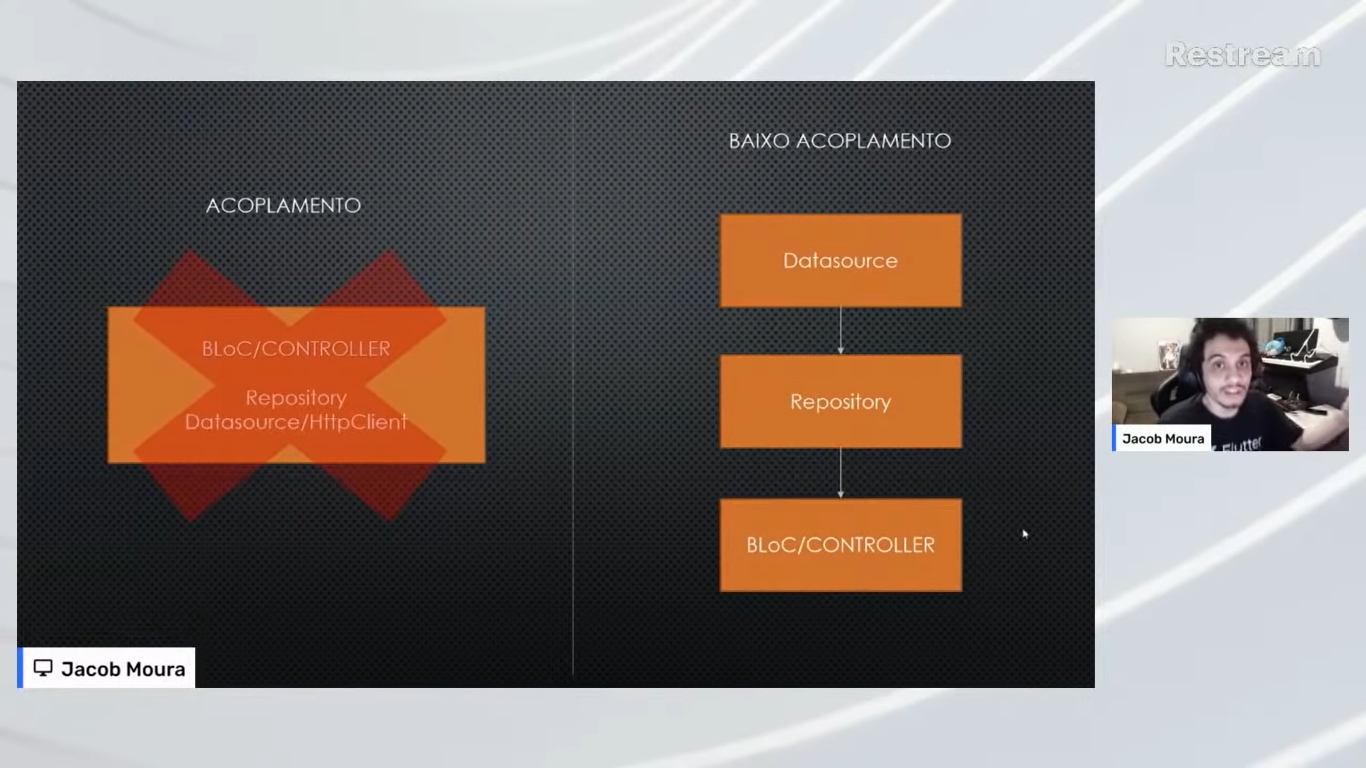 Restream
ACOPLAMENTO
BLoC/CONTROLLER
Repository
Datasource/HttpClient
BAIXO ACOPLAMENTO
Datasource
Repository
BLoC/CONTROLLER
Jacob Moura
Flutter
Jacob Moura